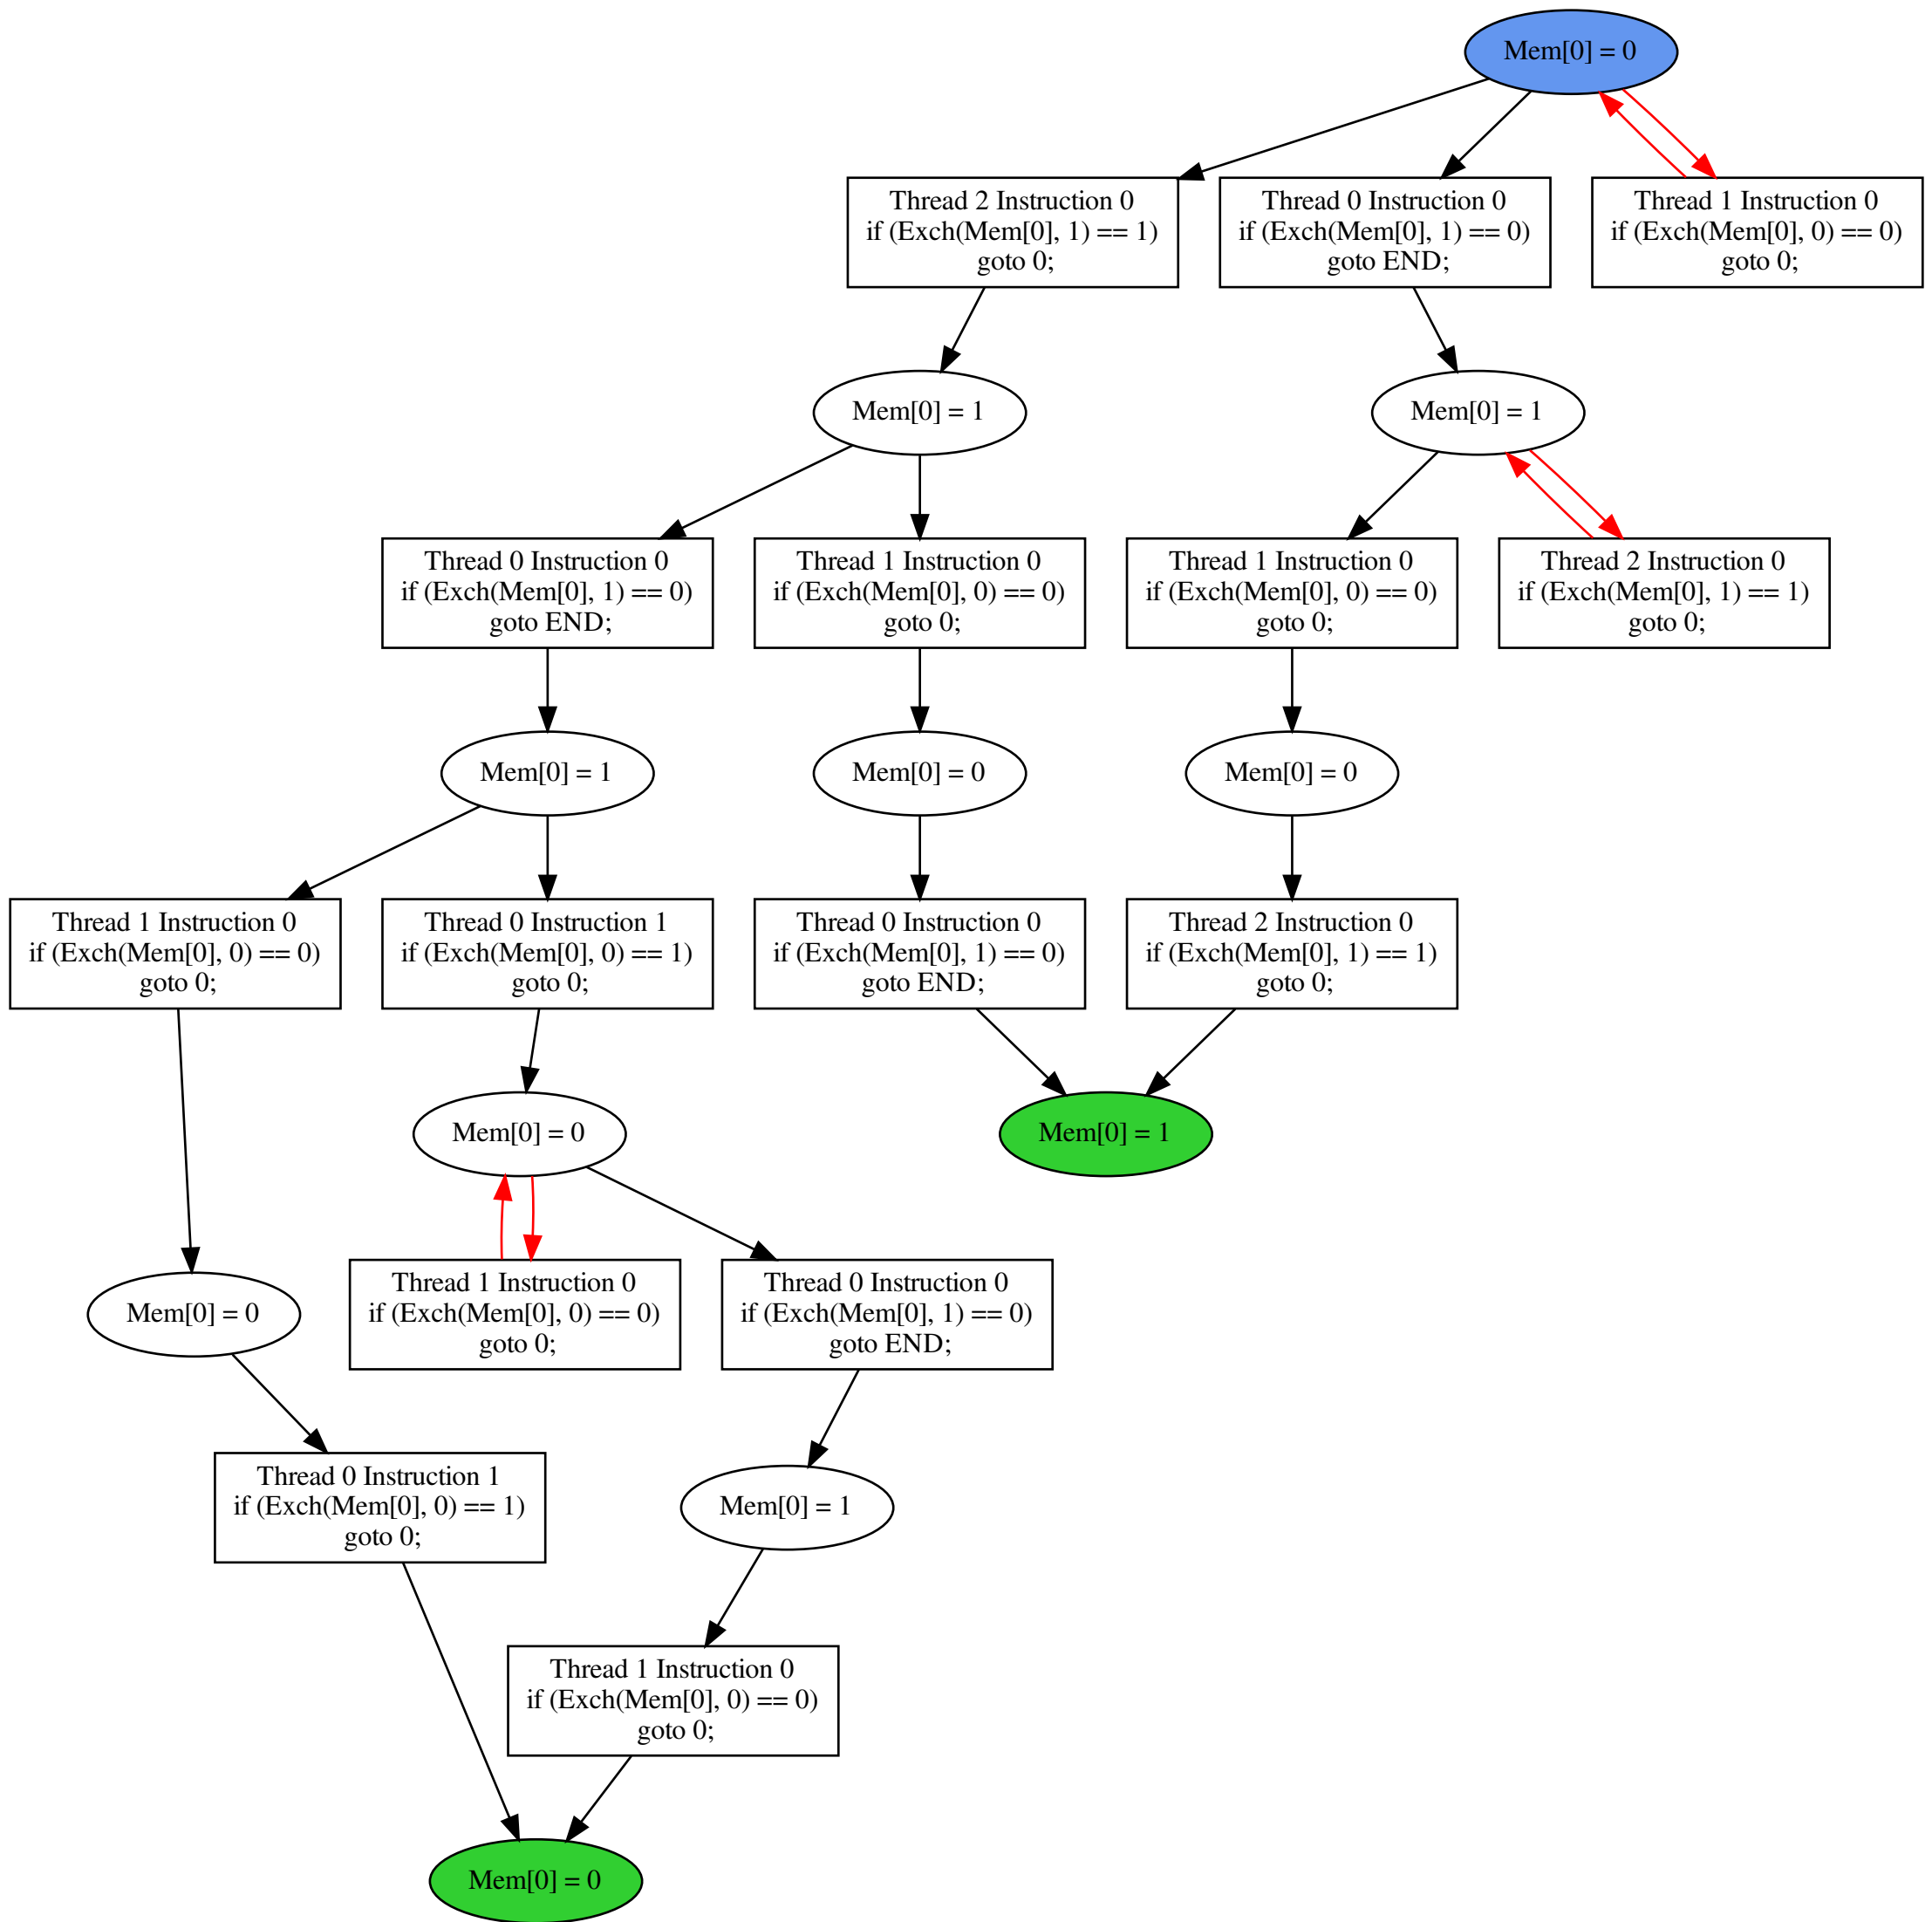 Mem[0] = 0
Thread 2 Instruction 0
if (Exch(Mem[0], 1) == 1)
goto 0;
Thread 0 Instruction 0
if (Exch(Mem[0], 1) == 0)
goto END;
Thread 1 Instruction 0
if (Exch(Mem[0], 0) == 0)
goto 0;
Mem[0] = 1
Mem[0] = 1
Thread 0 Instruction 0
if (Exch(Mem[0], 1) == 0)
goto END;
Thread 1 Instruction 0
if (Exch(Mem[0], 0) == 0)
goto 0;
Thread 1 Instruction 0
if (Exch(Mem[0], 0) == 0)
goto 0;
Thread 2 Instruction 0
if (Exch(Mem[0], 1) == 1)
goto 0;
Mem[0] = 1
Mem[0] = 0
Mem[0] = 0
Thread 1 Instruction 0
if (Exch(Mem[0], 0) == 0)
goto 0;
Thread 0 Instruction 1
if (Exch(Mem[0], 0) == 1)
goto 0;
Thread 0 Instruction 0
if (Exch(Mem[0], 1) == 0)
goto END;
Thread 2 Instruction 0
if (Exch(Mem[0], 1) == 1)
goto 0;
Mem[0] = 0
Mem[0] = 1
Mem[0] = 0
Thread 1 Instruction 0
if (Exch(Mem[0], 0) == 0)
goto 0;
Thread 0 Instruction 0
if (Exch(Mem[0], 1) == 0)
goto END;
Thread 0 Instruction 1
if (Exch(Mem[0], 0) == 1)
goto 0;
Mem[0] = 1
Thread 1 Instruction 0
if (Exch(Mem[0], 0) == 0)
goto 0;
Mem[0] = 0